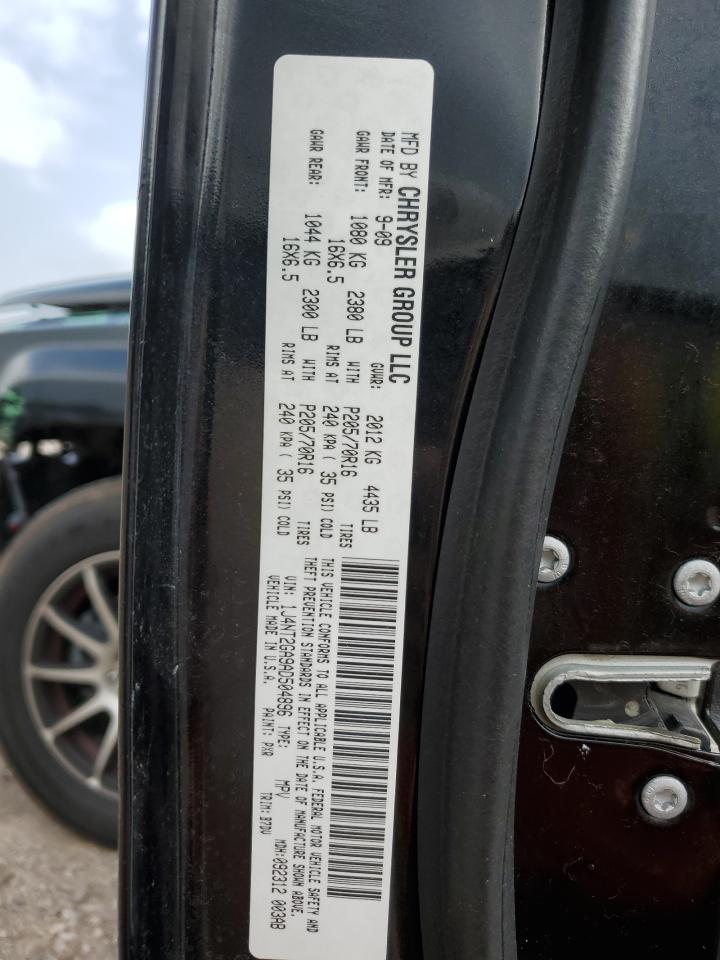 MFD BY CHRYSLER GROUP LLC
DATE OF MFR: 9-09 GVWR: 2012 KG 4435 LB
GAWR FRONT: 1080 KG 2380 LB WITH P205/70R16 TIRES
16X6.5 RIMS AT 240 KPA ( 35 PSI) COLD
GAWR REAR: 1044 KG 2300 LB WITH P205/70R16 TIRES
16X6.5 RIMS AT 240 KPA ( 35 PSI) COLD
THIS VEHICLE CONFORMS TO ALL APPLICABLE U.S.A. FEDERAL MOTOR VEHICLE SAFETY AND
THEFT PREVENTION STANDARDS IN EFFECT ON THE DATE OF MANUFACTURE SHOWN ABOVE.
VIN: 1J4NT2GA9AD504896 TYPE: MPV MDH:092312 003AB
VEHICLE MADE IN U.S.A. PAINT: PXR TRIM: B7DV